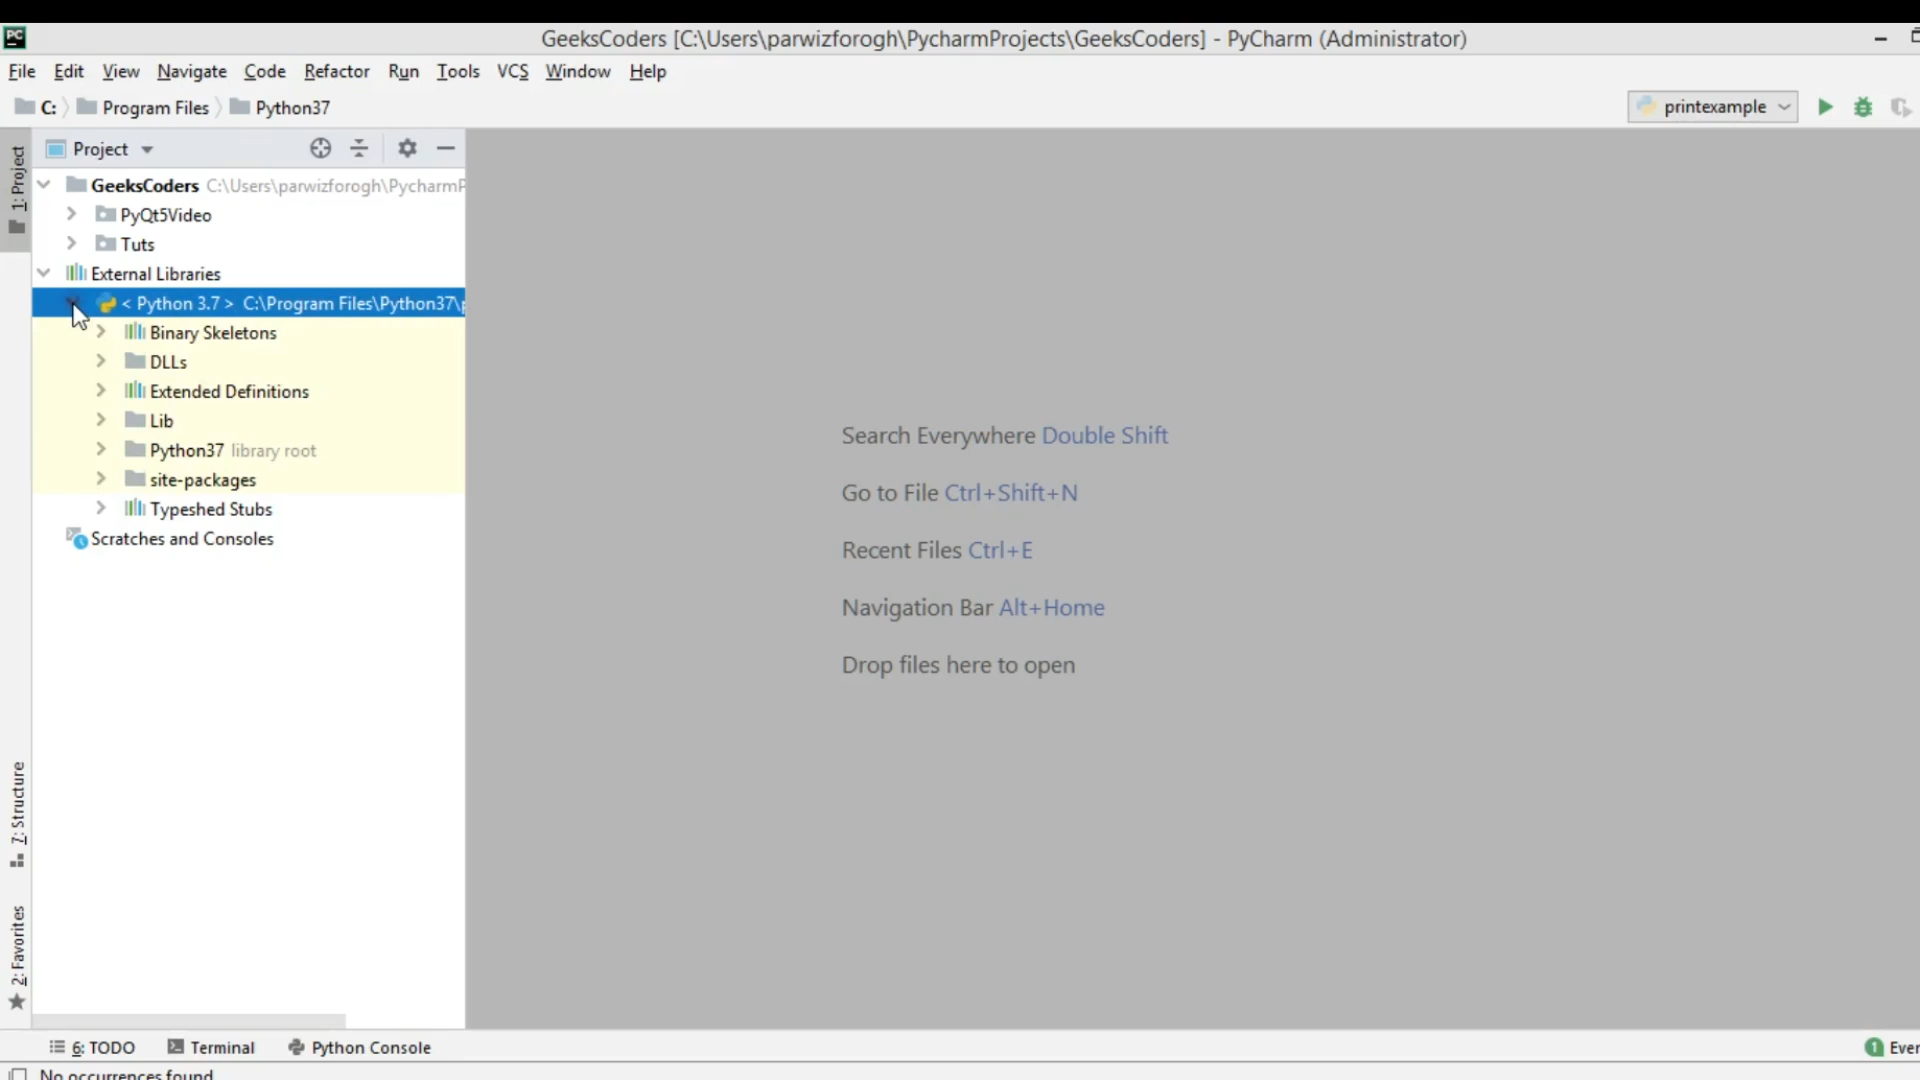 PC
GeeksCoders [C:\Users\parwizforogh\PycharmProjects\GeeksCoders] - PyCharm (Administrator)
File Edit View Navigate Code Refactor Run Tools VCS Window Help
C: Program Files Python37
printexample
1: Project
Project
GeeksCoders C:\Users\parwizforogh\PycharmP
PyQt5Video
Tuts
External Libraries
< Python 3.7 > C:\Program Files\Python37\p
Binary Skeletons
DLLs
Extended Definitions
Lib
Python37 library root
site-packages
Typeshed Stubs
Scratches and Consoles
Search Everywhere Double Shift
Go to File Ctrl+Shift+N
Recent Files Ctrl+E
Navigation Bar Alt+Home
Drop files here to open
7: Structure
2: Favorites
6: TODO Terminal Python Console
1 Ever
No occurrences found